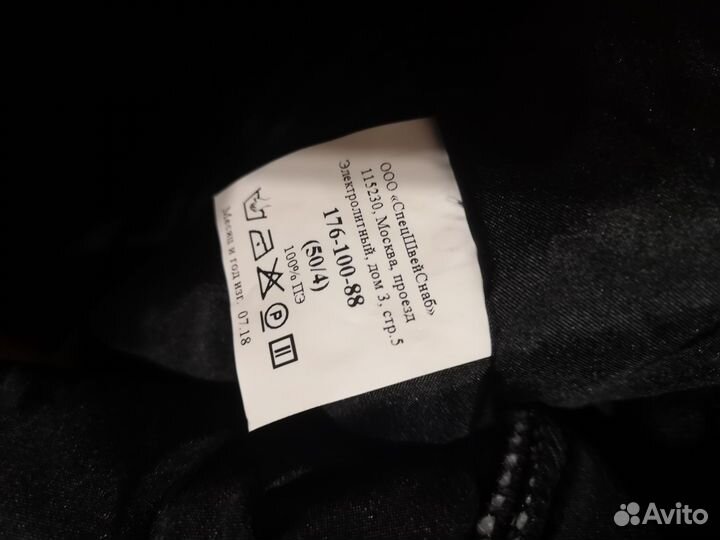 ООО «СпецШвейСнаб»
115230, Москва, проезд
Электролитный, дом 3, стр.5
176-100-88
(50/4)
100% ПЭ
P
Месяц и год изг. 07.18
Avito